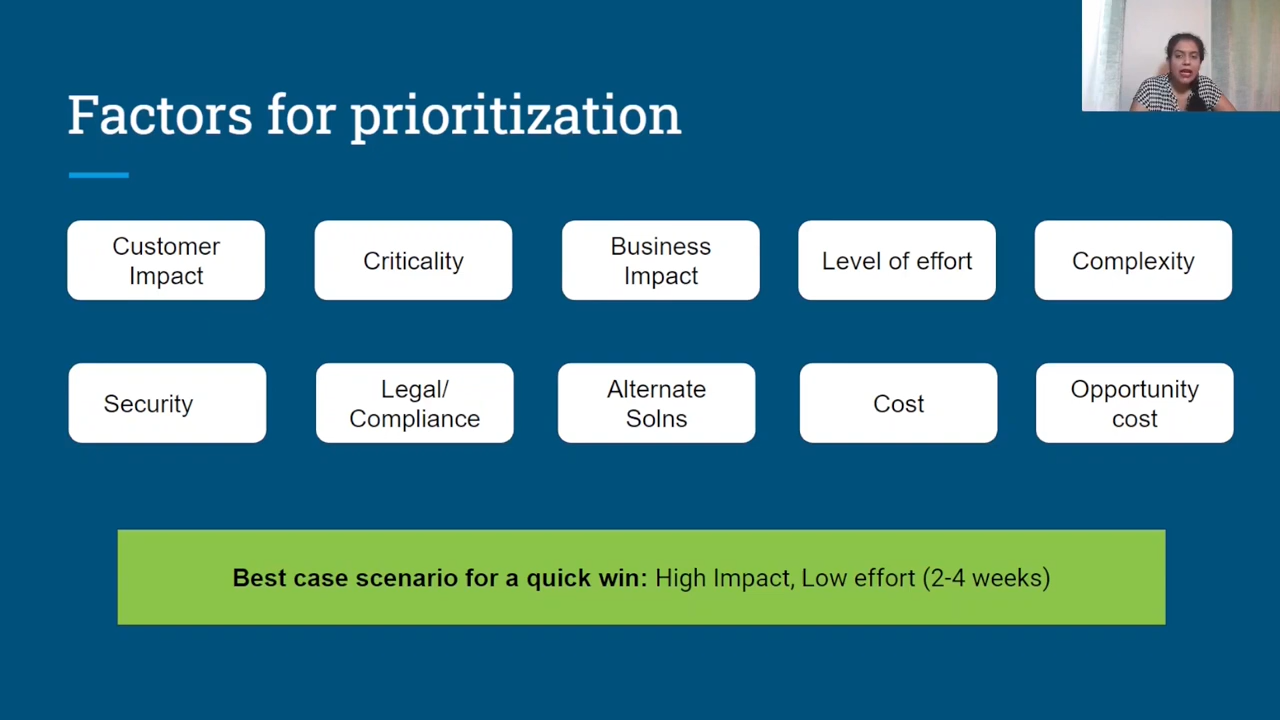 Factors for prioritization
Customer
Impact
Criticality
Business
Impact
Level of effort
Complexity
Security
Legal/
Compliance
Alternate
Solns
Cost
Opportunity
cost
Best case scenario for a quick win: High Impact, Low effort (2-4 weeks)